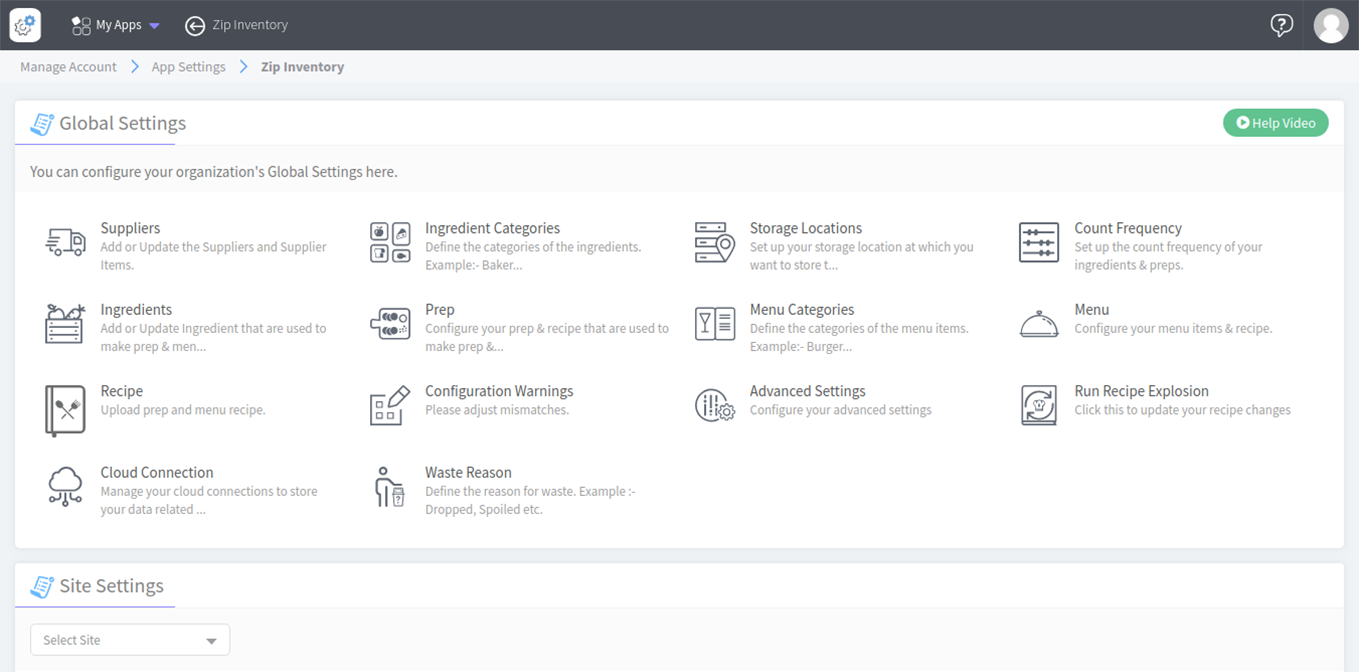 My Apps
Zip Inventory
Manage Account
App Settings
Zip Inventory
Global Settings
Help Video
You can configure your organization's Global Settings here.
Suppliers
Add or Update the Suppliers and Supplier
Items.
Ingredient Categories
Define the categories of the ingredients.
Example:- Baker...
Storage Locations
Set up your storage location at which you
want to store t...
Count Frequency
Set up the count frequency of your
ingredients & preps.
Ingredients
Add or Update Ingredient that are used to
make prep & men...
Prep
Configure your prep & recipe that are used to
make prep &...
Menu Categories
Define the categories of the menu items.
Example:- Burger...
Menu
Configure your menu items & recipe.
Recipe
Upload prep and menu recipe.
Configuration Warnings
Please adjust mismatches.
Advanced Settings
Configure your advanced settings
Run Recipe Explosion
Click this to update your recipe changes
Cloud Connection
Manage your cloud connections to store
your data related ...
Waste Reason
Define the reason for waste. Example :-
Dropped, Spoiled etc.
Site Settings
Select Site